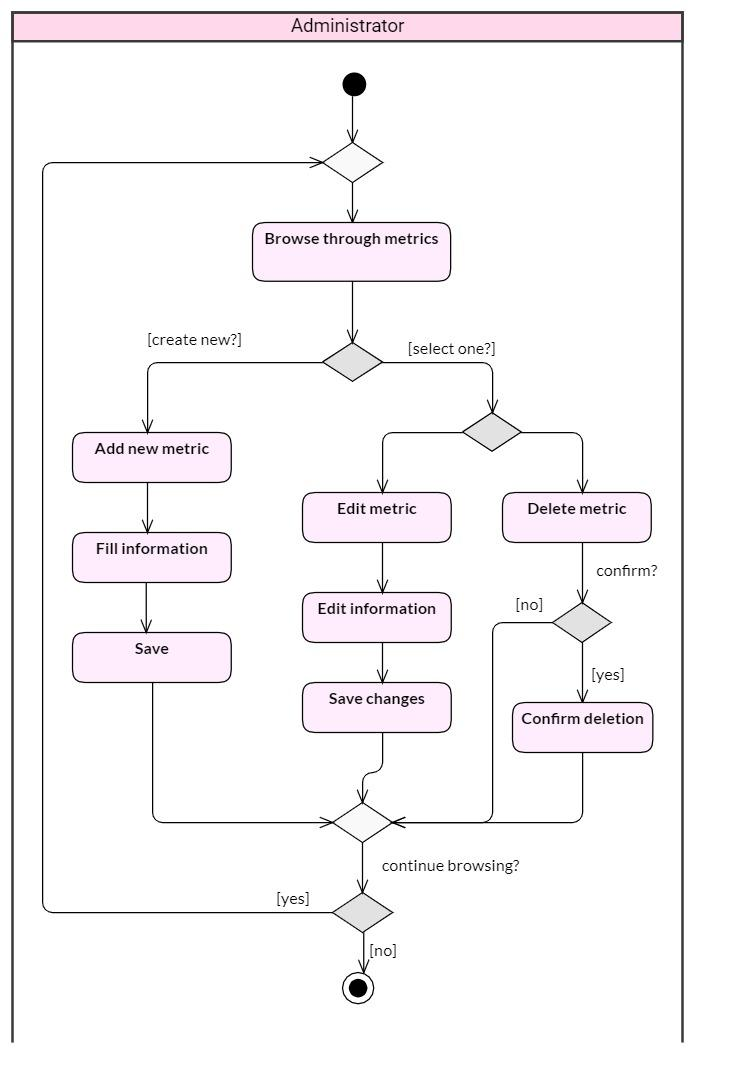 Administrator
Browse through metrics
[create new?]
[select one?]
Add new metric
Edit metric
Delete metric
Fill information
confirm?
[no]
Edit information
Save
[yes]
Save changes
Confirm deletion
continue browsing?
[yes]
[no]